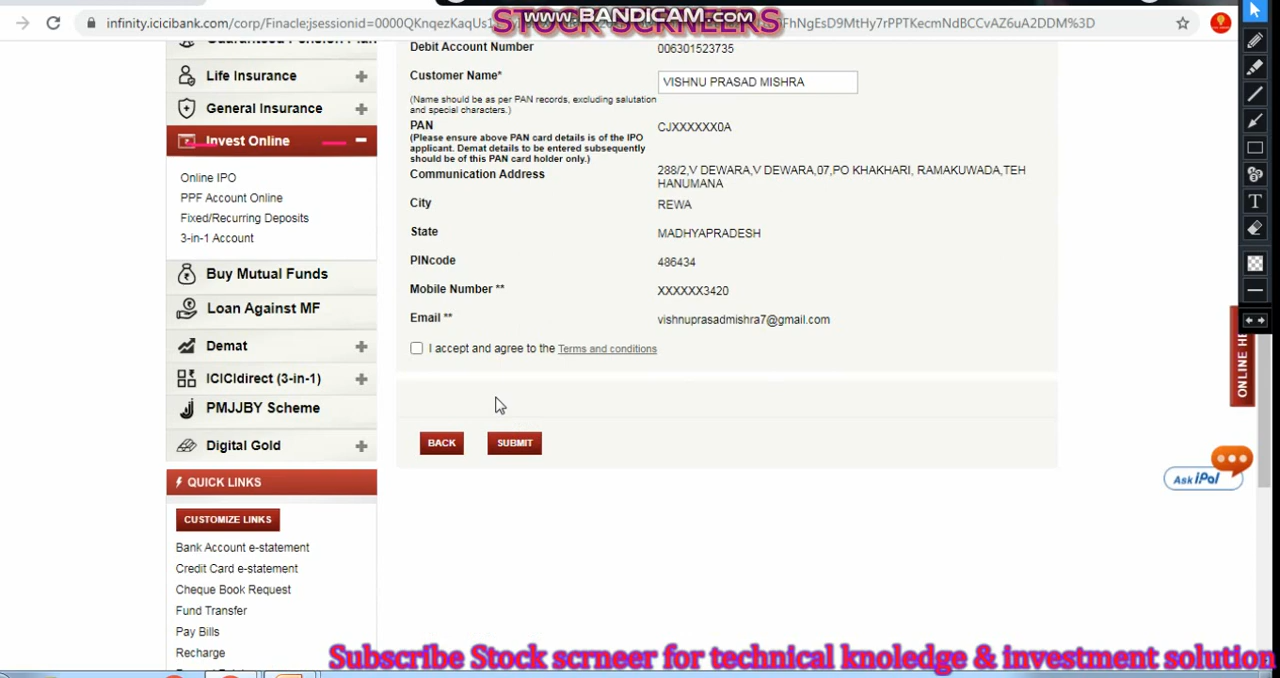 infinity.icicibank.com/corp/Finacle;jsessionid=0000QKnqezKaqUs1 FhNgEsD9MtHy7rPPTKecmNdBCCvAZ6uA2DDM%3D
www.BANDICAM.com
STOCK-SCRNEERS
Guaranteed Pension Plan
Life Insurance
General Insurance
Invest Online
Online IPO
PPF Account Online
Fixed/Recurring Deposits
3-in-1 Account
Buy Mutual Funds
Loan Against MF
Demat
ICICIdirect (3-in-1)
PMJJBY Scheme
Digital Gold
QUICK LINKS
CUSTOMIZE LINKS
Bank Account e-statement
Credit Card e-statement
Cheque Book Request
Fund Transfer
Pay Bills
Recharge
Debit Account Number 006301523735
Customer Name* VISHNU PRASAD MISHRA
(Name should be as per PAN records, excluding salutation
and special characters.)
PAN CJXXXXXX0A
(Please ensure above PAN card details is of the IPO
applicant. Demat details to be entered subsequently
should be of this PAN card holder only.)
Communication Address 288/2,V DEWARA,V DEWARA,07,PO KHAKHARI, RAMAKUWADA,TEH
HANUMANA
City REWA
State MADHYAPRADESH
PINcode 486434
Mobile Number ** XXXXXX3420
Email ** vishnuprasadmishra7@gmail.com
I accept and agree to the Terms and conditions
BACK SUBMIT
ONLINE HE
Ask iPal
T
Subscribe Stock scrneer for technical knoledge & investment solution